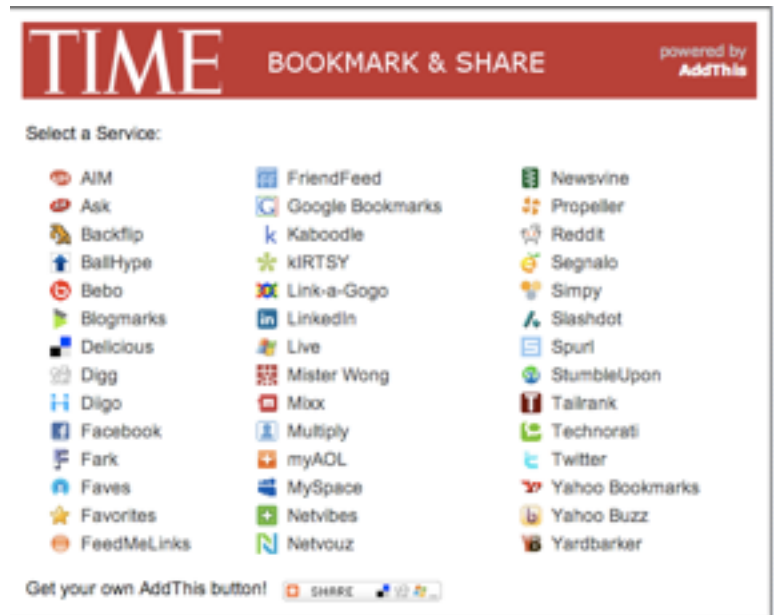 TIME BOOKMARK & SHARE powered by
AddThis
Select a Service:
AIM FriendFeed Newsvine
Ask Google Bookmarks Propeller
Backflip Kaboodle Reddit
BallHype kIRTSY Segnalo
Bebo Link-a-Gogo Simpy
Blogmarks LinkedIn Slashdot
Delicious Live Spurl
Digg Mister Wong StumbleUpon
Diigo Mixx Tailrank
Facebook Multiply Technorati
Fark myAOL Twitter
Faves MySpace Yahoo Bookmarks
Favorites Netvibes Yahoo Buzz
FeedMeLinks Netvouz Yardbarker
Get your own AddThis button! SHARE